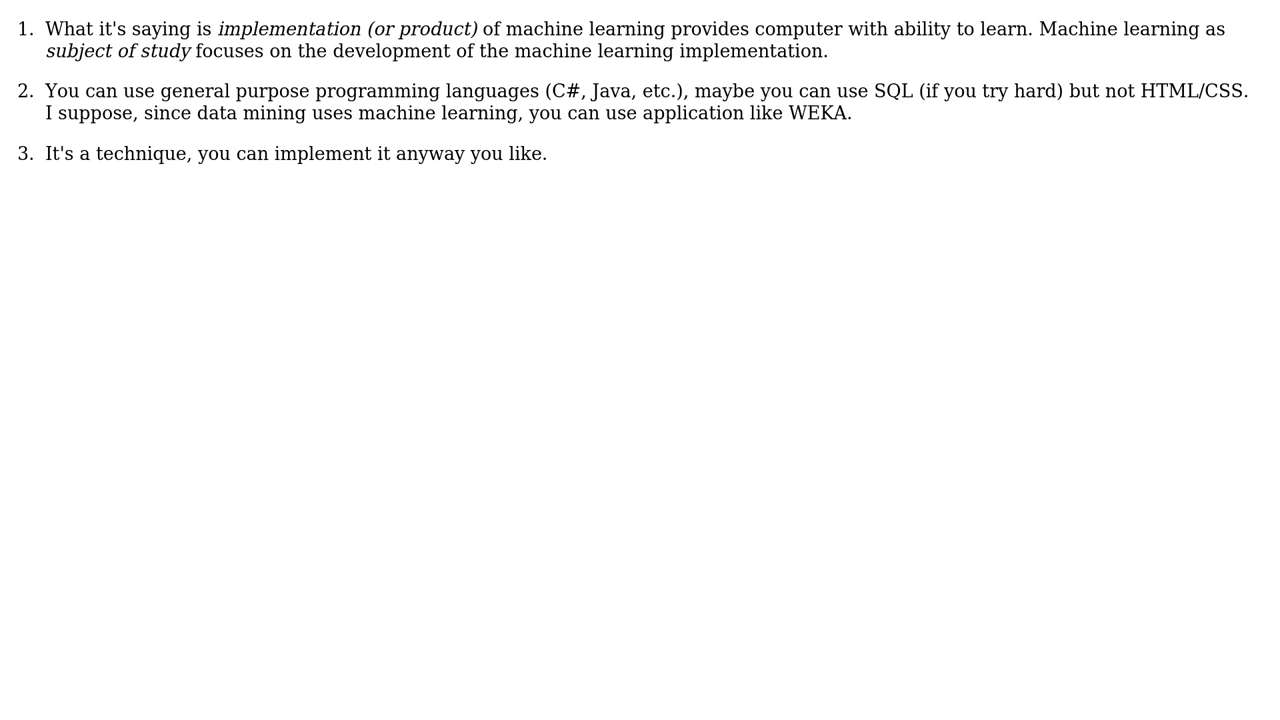 1. What it's saying is implementation (or product) of machine learning provides computer with ability to learn. Machine learning as
subject of study focuses on the development of the machine learning implementation.
2. You can use general purpose programming languages (C#, Java, etc.), maybe you can use SQL (if you try hard) but not HTML/CSS.
I suppose, since data mining uses machine learning, you can use application like WEKA.
3. It's a technique, you can implement it anyway you like.